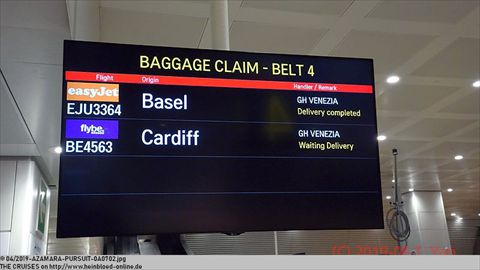 BAGGAGE CLAIM - BELT 4
Flight Origin Handler / Remark
easyJet
EJU3364 Basel GH VENEZIA
Delivery completed
flybe
BE4563 Cardiff GH VENEZIA
Waiting Delivery
© 04/2019-AZAMARA-PURSUIT-0A0702.jpg
THE CRUISES on http://www.heinbloed-online.de